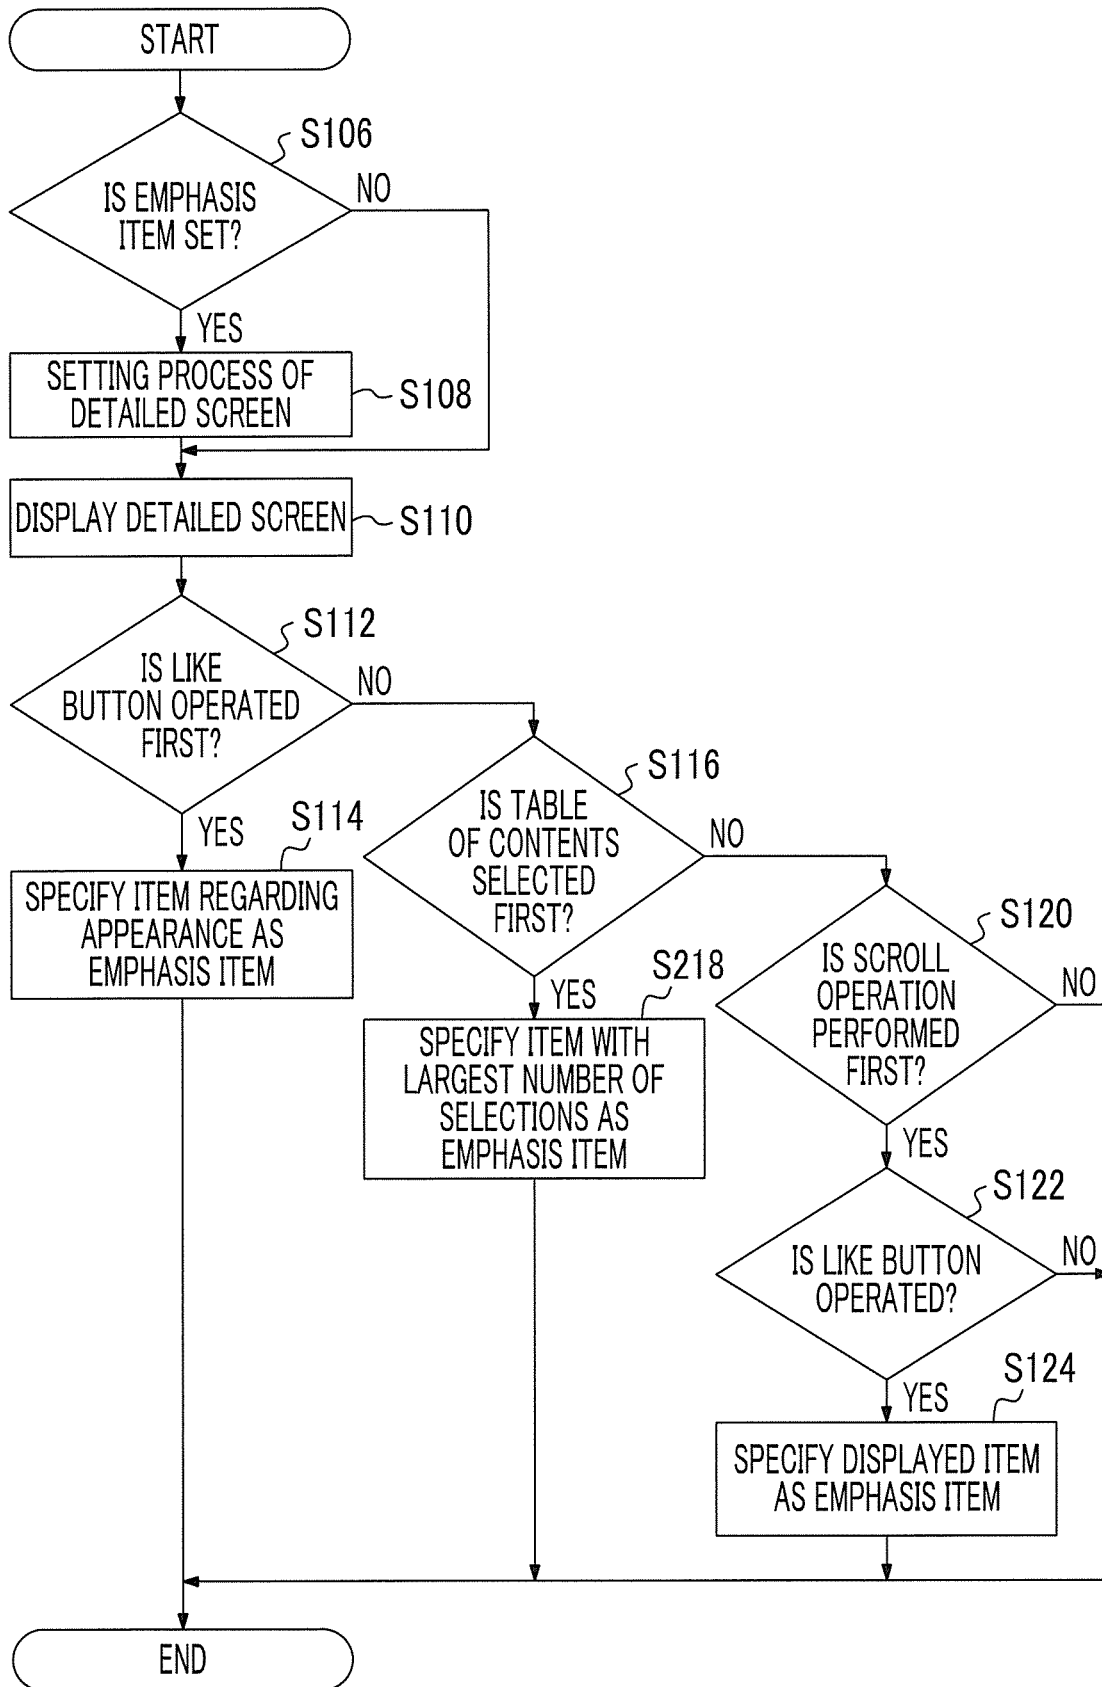 START
S106
IS EMPHASIS
ITEM SET?
NO
YES
SETTING PROCESS OF
DETAILED SCREEN
S108
DISPLAY DETAILED SCREEN
S110
S112
IS LIKE
BUTTON OPERATED
FIRST?
NO
YES
S114
SPECIFY ITEM REGARDING
APPEARANCE AS
EMPHASIS ITEM
S116
IS TABLE
OF CONTENTS
SELECTED
FIRST?
NO
YES
S218
SPECIFY ITEM WITH
LARGEST NUMBER OF
SELECTIONS AS
EMPHASIS ITEM
S120
IS SCROLL
OPERATION
PERFORMED
FIRST?
NO
YES
S122
IS LIKE BUTTON
OPERATED?
NO
YES
S124
SPECIFY DISPLAYED ITEM
AS EMPHASIS ITEM
END